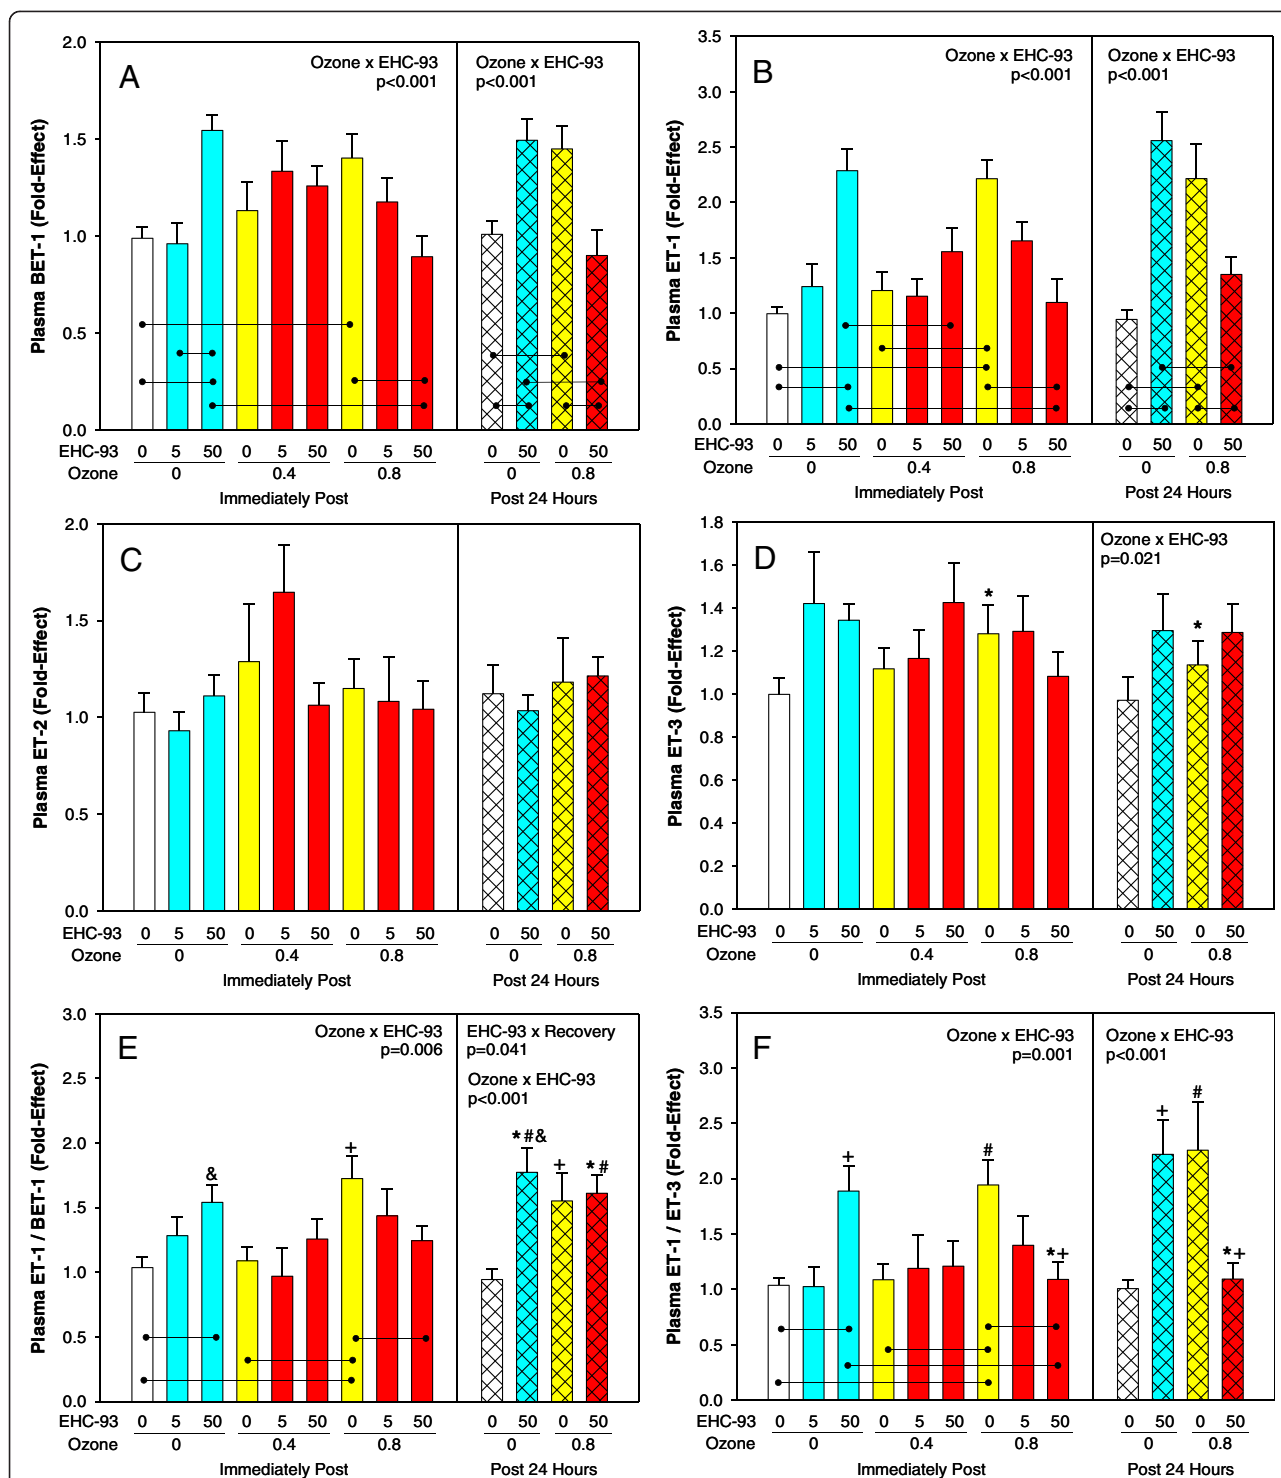 A
Ozone x EHC-93
p<0.001
Ozone x EHC-93
p<0.001
Plasma BET-1 (Fold-Effect)
2.0
1.5
1.0
0.5
0.0
EHC-93 0 5 50 0 5 50 0 5 50 0 50 0 50
Ozone 0 0.4 0.8 0 0.8
Immediately Post Post 24 Hours
B
Ozone x EHC-93
p<0.001
Ozone x EHC-93
p<0.001
Plasma ET-1 (Fold-Effect)
3.5
3.0
2.5
2.0
1.5
1.0
0.5
0.0
EHC-93 0 5 50 0 5 50 0 5 50 0 50 0 50
Ozone 0 0.4 0.8 0 0.8
Immediately Post Post 24 Hours
C
Plasma ET-2 (Fold-Effect)
2.0
1.5
1.0
0.5
0.0
EHC-93 0 5 50 0 5 50 0 5 50 0 50 0 50
Ozone 0 0.4 0.8 0 0.8
Immediately Post Post 24 Hours
D
Ozone x EHC-93
p=0.021
Plasma ET-3 (Fold-Effect)
1.8
1.6
1.4
1.2
1.0
0.8
0.6
0.4
0.2
0.0
* *
EHC-93 0 5 50 0 5 50 0 5 50 0 50 0 50
Ozone 0 0.4 0.8 0 0.8
Immediately Post Post 24 Hours
E
Ozone x EHC-93
p=0.006
EHC-93 x Recovery
p=0.041
Ozone x EHC-93
p<0.001
Plasma ET-1 / BET-1 (Fold-Effect)
3.0
2.5
2.0
1.5
1.0
0.5
0.0
& + *#& + *#
EHC-93 0 5 50 0 5 50 0 5 50 0 50 0 50
Ozone 0 0.4 0.8 0 0.8
Immediately Post Post 24 Hours
F
Ozone x EHC-93
p=0.001
Ozone x EHC-93
p<0.001
Plasma ET-1 / ET-3 (Fold-Effect)
3.5
3.0
2.5
2.0
1.5
1.0
0.5
0.0
+ # *+ + # *+
EHC-93 0 5 50 0 5 50 0 5 50 0 50 0 50
Ozone 0 0.4 0.8 0 0.8
Immediately Post Post 24 Hours